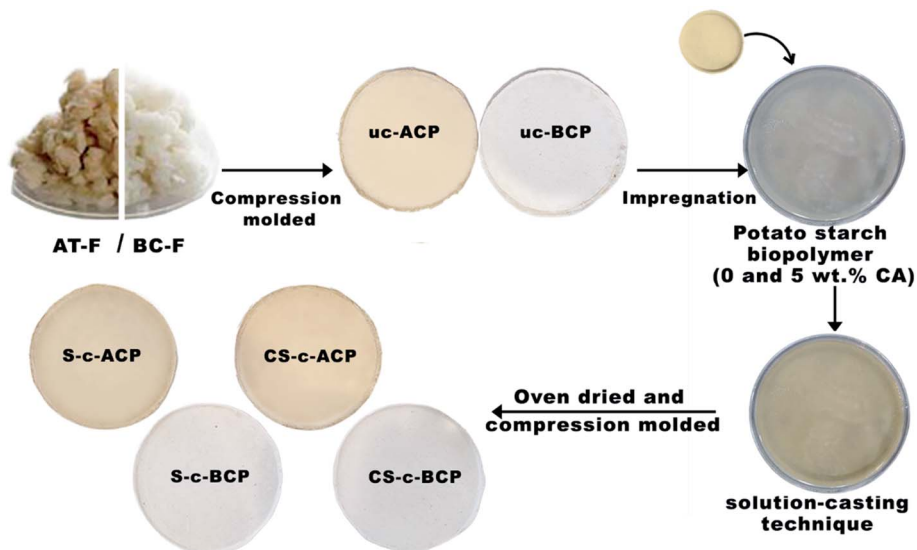 AT-F / BC-F
Compression
molded
uc-ACP
uc-BCP
Impregnation
Potato starch
biopolymer
(0 and 5 wt.% CA)
solution-casting
technique
Oven dried and
compression molded
S-c-ACP
CS-c-ACP
S-c-BCP
CS-c-BCP